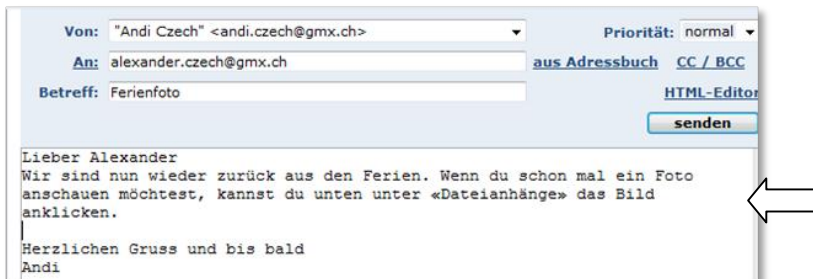 Von: "Andi Czech" <andi.czech@gmx.ch> Priorität: normal
An: alexander.czech@gmx.ch aus Adressbuch CC / BCC
Betreff: Ferienfoto HTML-Editor
senden
Lieber Alexander
Wir sind nun wieder zurück aus den Ferien. Wenn du schon mal ein Foto
anschauen möchtest, kannst du unten unter «Dateianhänge» das Bild
anklicken.
Herzlichen Gruss und bis bald
Andi